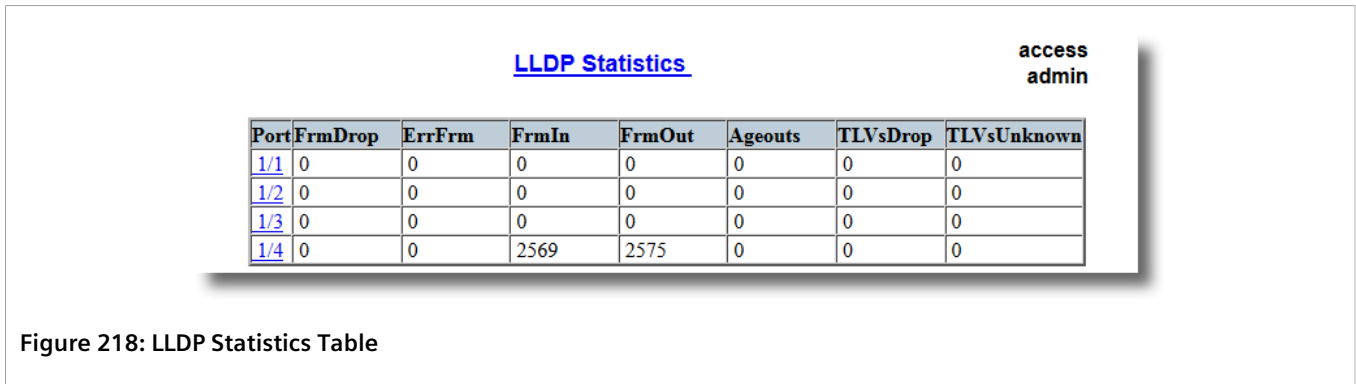 LLDP Statistics
access
admin
Port FrmDrop ErrFrm FrmIn FrmOut Ageouts TLVsDrop TLVsUnknown
1/1 0 0 0 0 0 0 0
1/2 0 0 0 0 0 0 0
1/3 0 0 0 0 0 0 0
1/4 0 0 2569 2575 0 0 0
Figure 218: LLDP Statistics Table